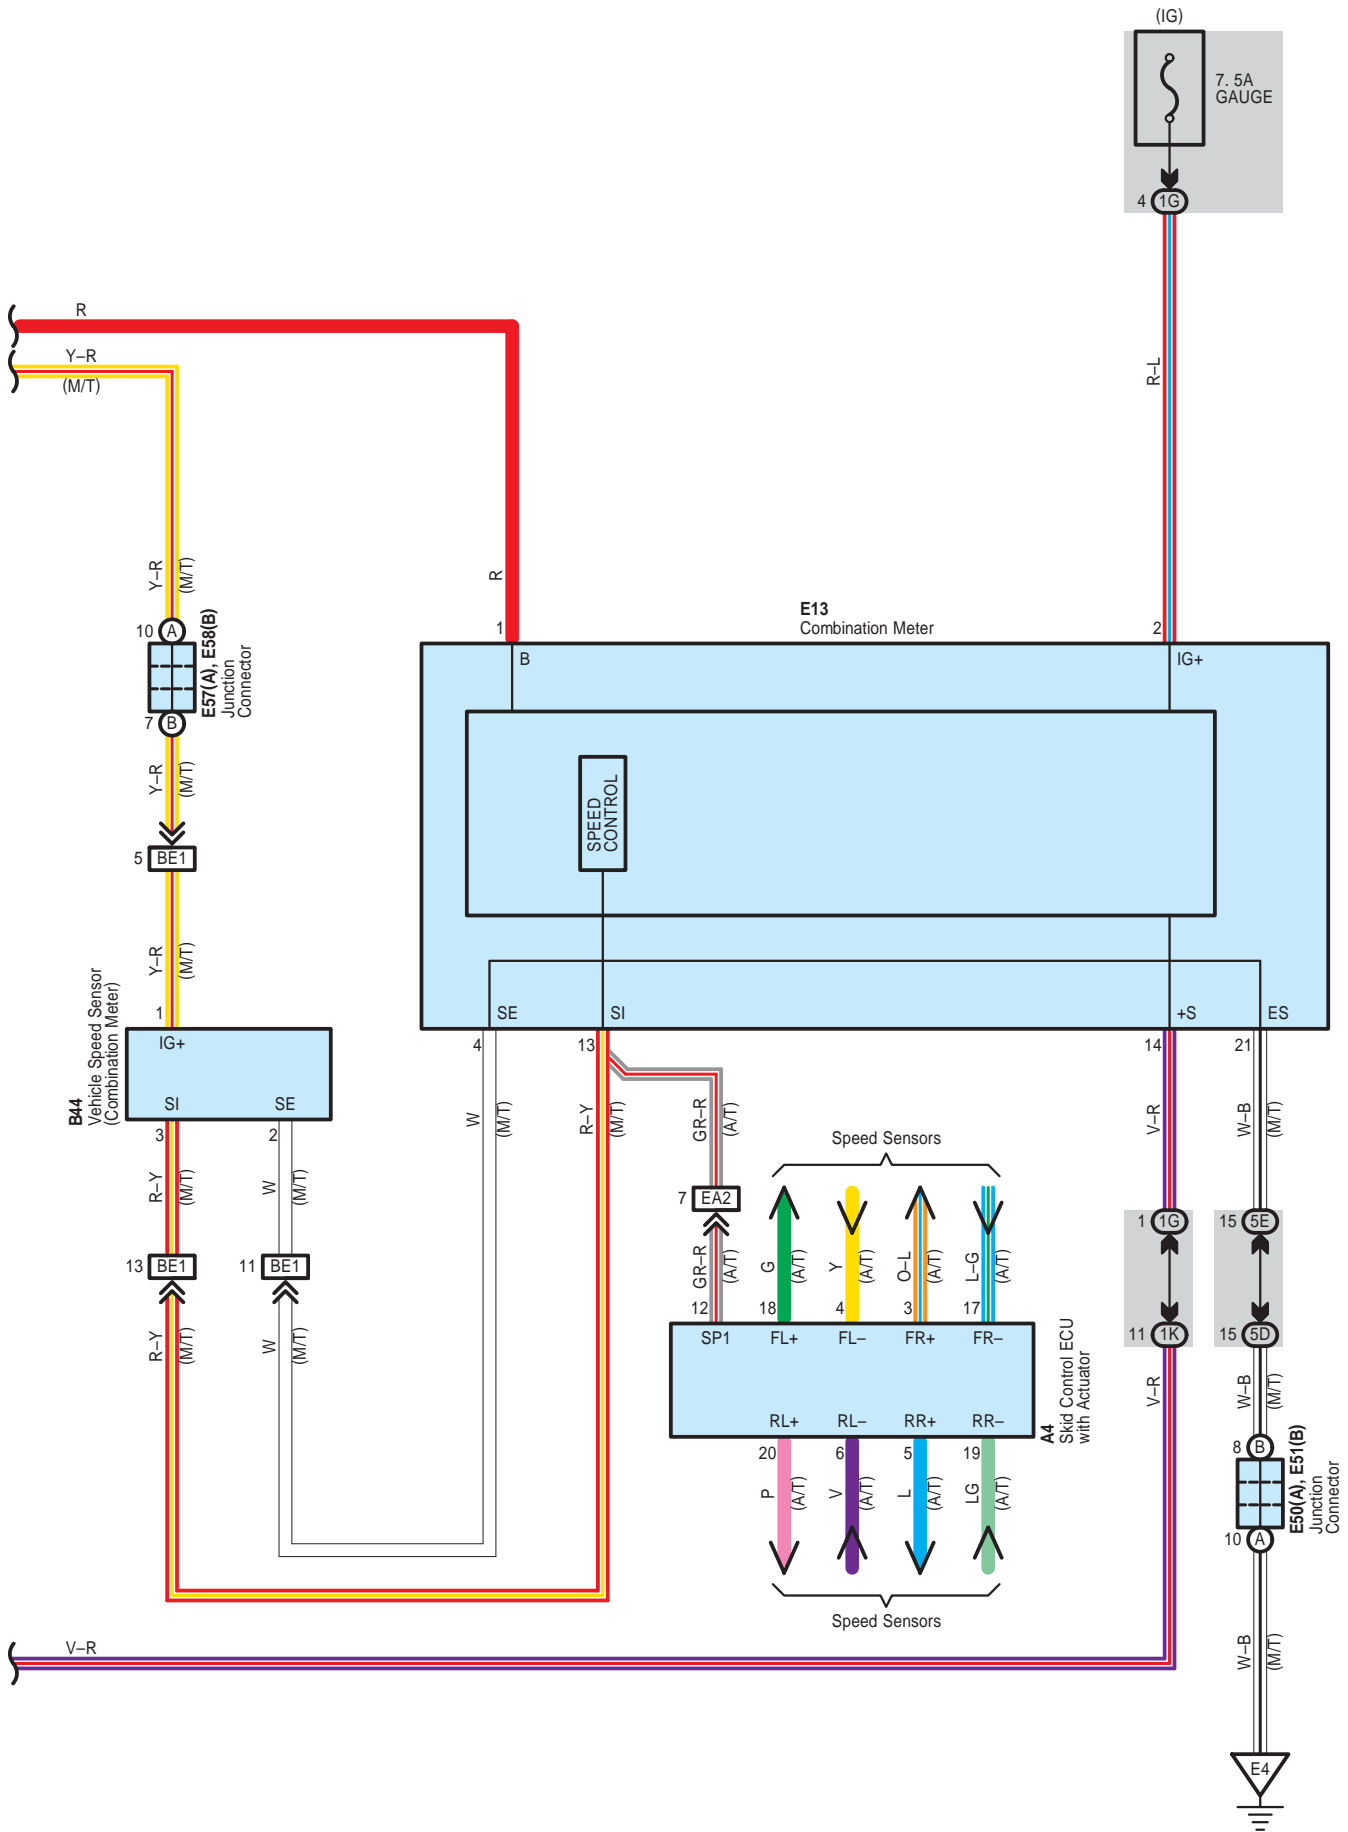 (IG)
7. 5A
GAUGE
4
1G
R
Y–R
(M/T)
R–L
Y–R
(M/T)
R
10
A
E57(A), E58(B)
Junction
Connector
7
B
E13
Combination Meter
1
2
B
IG+
Y–R
(M/T)
SPEED
CONTROL
5
BE1
Y–R
(M/T)
B44
Vehicle Speed Sensor
(Combination Meter)
1
IG+
SI
SE
3
2
SE
SI
+S
ES
4
13
14
21
W
(M/T)
R–Y
(M/T)
GR–R
(A/T)
V–R
W–B
(M/T)
R–Y
(M/T)
W
(M/T)
Speed Sensors
7
EA2
1
1G
15
5E
13
BE1
11
BE1
GR–R
(A/T)
G
(A/T)
Y
(A/T)
O–L
(A/T)
L–G
(A/T)
12
18
4
3
17
R–Y
(M/T)
W
(M/T)
SP1
FL+
FL–
FR+
FR–
11
1K
15
5D
RL+
RL–
RR+
RR–
A4
Skid Control ECU
with Actuator
V–R
W–B
(M/T)
20
6
5
19
P
(A/T)
V
(A/T)
L
(A/T)
LG
(A/T)
8
B
E50(A), E51(B)
Junction
Connector
10
A
Speed Sensors
V–R
W–B
(M/T)
E4